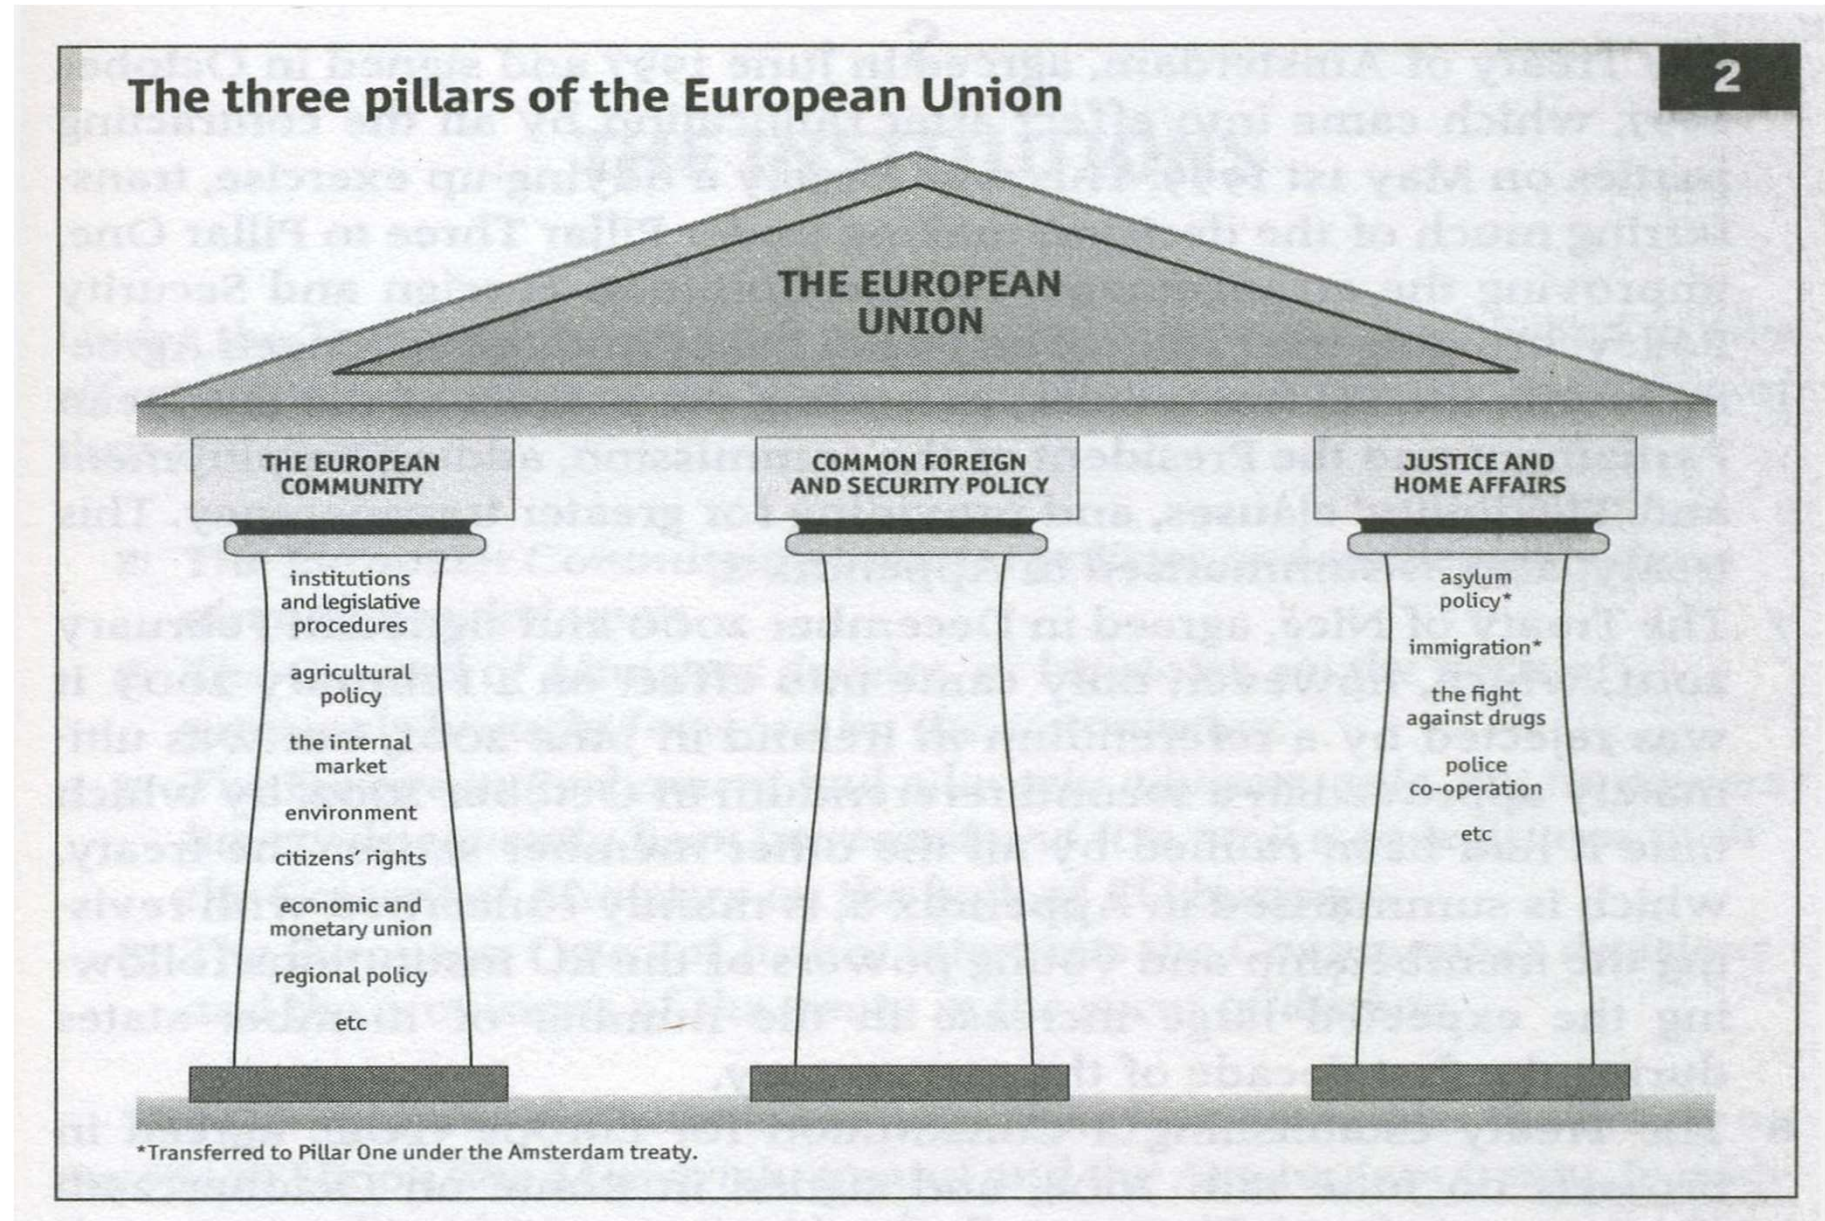 The three pillars of the European Union
2
THE EUROPEAN
UNION
THE EUROPEAN
COMMUNITY
institutions
and legislative
procedures
agricultural
policy
the internal
market
environment
citizens' rights
economic and
monetary union
regional policy
etc
COMMON FOREIGN
AND SECURITY POLICY
JUSTICE AND
HOME AFFAIRS
asylum
policy*
immigration*
the fight
against drugs
police
co-operation
etc
*Transferred to Pillar One under the Amsterdam treaty.